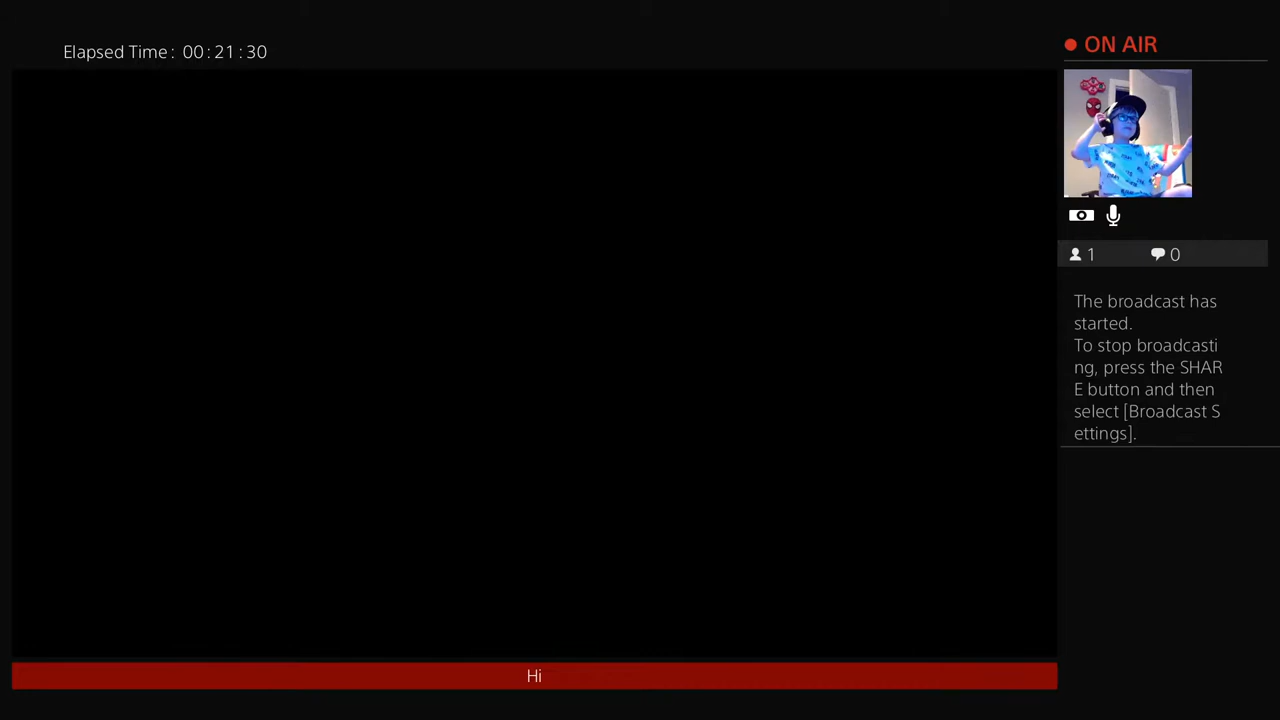 Elapsed Time: 00:21:30
ON AIR
1 0
The broadcast has
started.
To stop broadcasti
ng, press the SHAR
E button and then
select [Broadcast S
ettings].
Hi